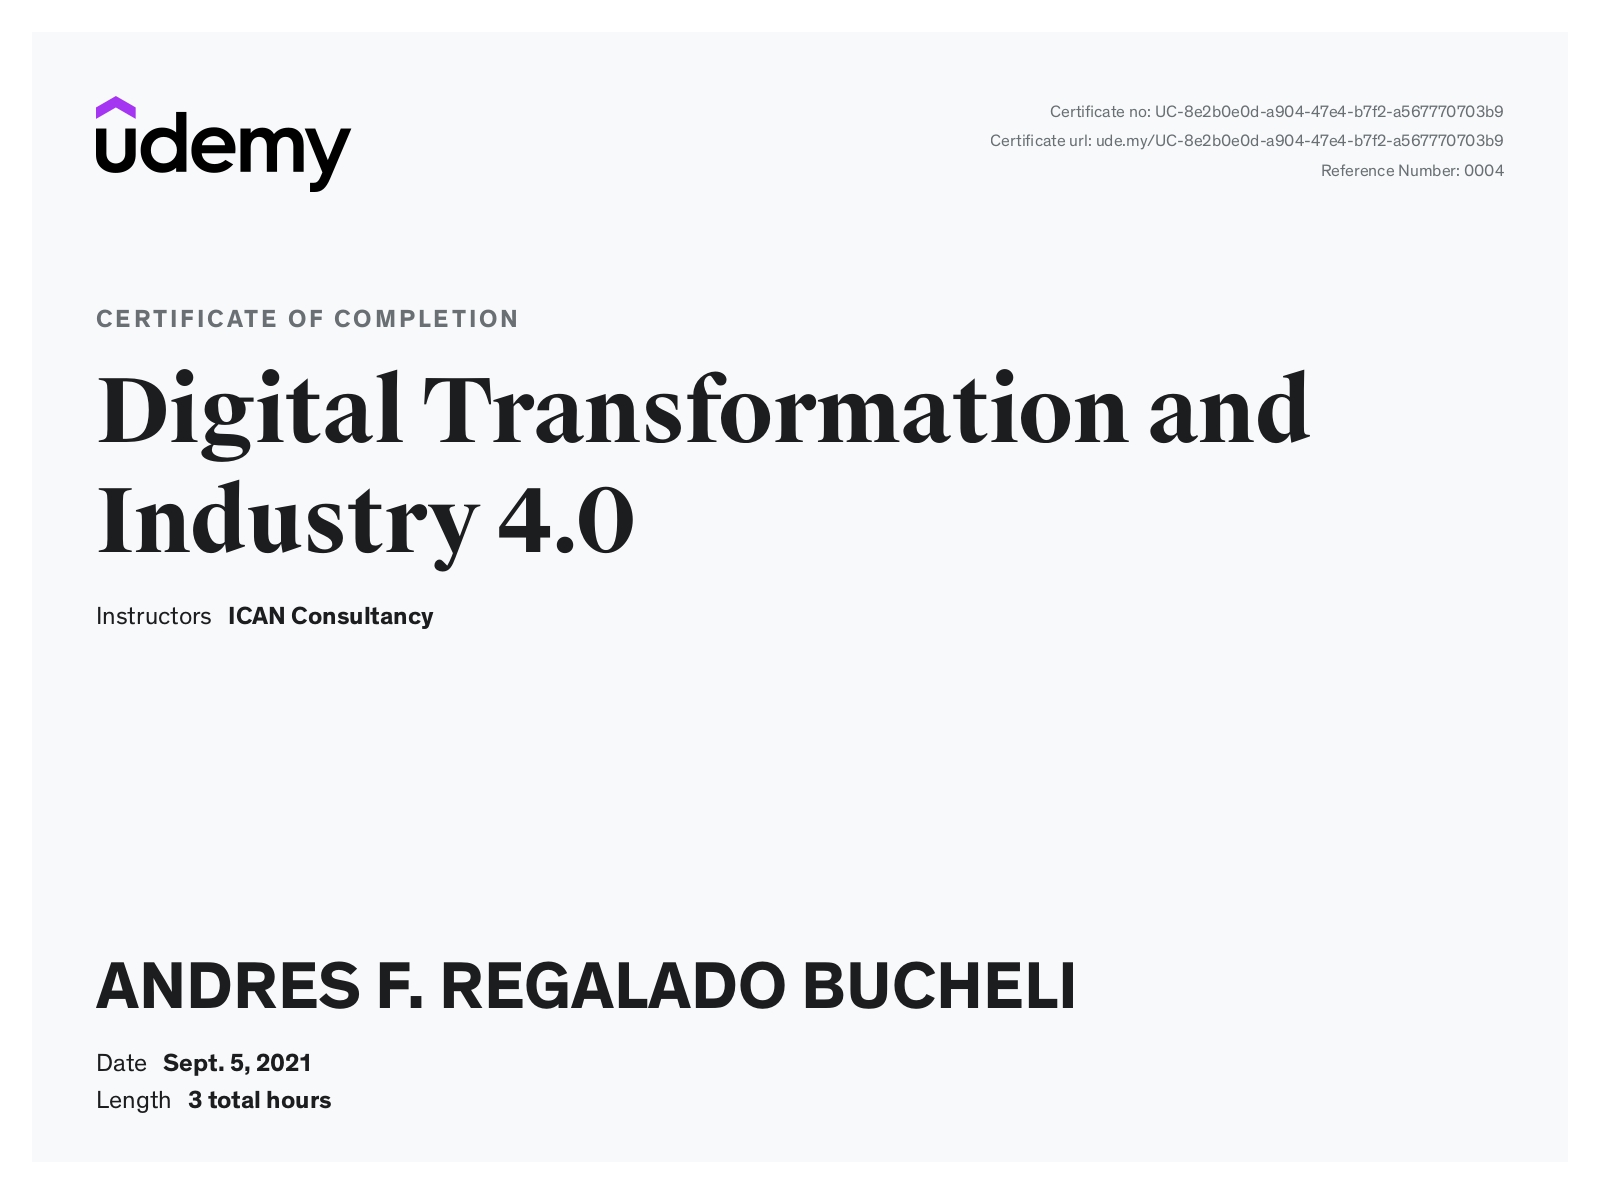 udemy
Certificate no: UC-8e2b0e0d-a904-47e4-b7f2-a567770703b9
Certificate url: ude.my/UC-8e2b0e0d-a904-47e4-b7f2-a567770703b9
Reference Number: 0004
CERTIFICATE OF COMPLETION
Digital Transformation and
Industry 4.0
Instructors ICAN Consultancy
ANDRES F. REGALADO BUCHELI
Date Sept. 5, 2021
Length 3 total hours